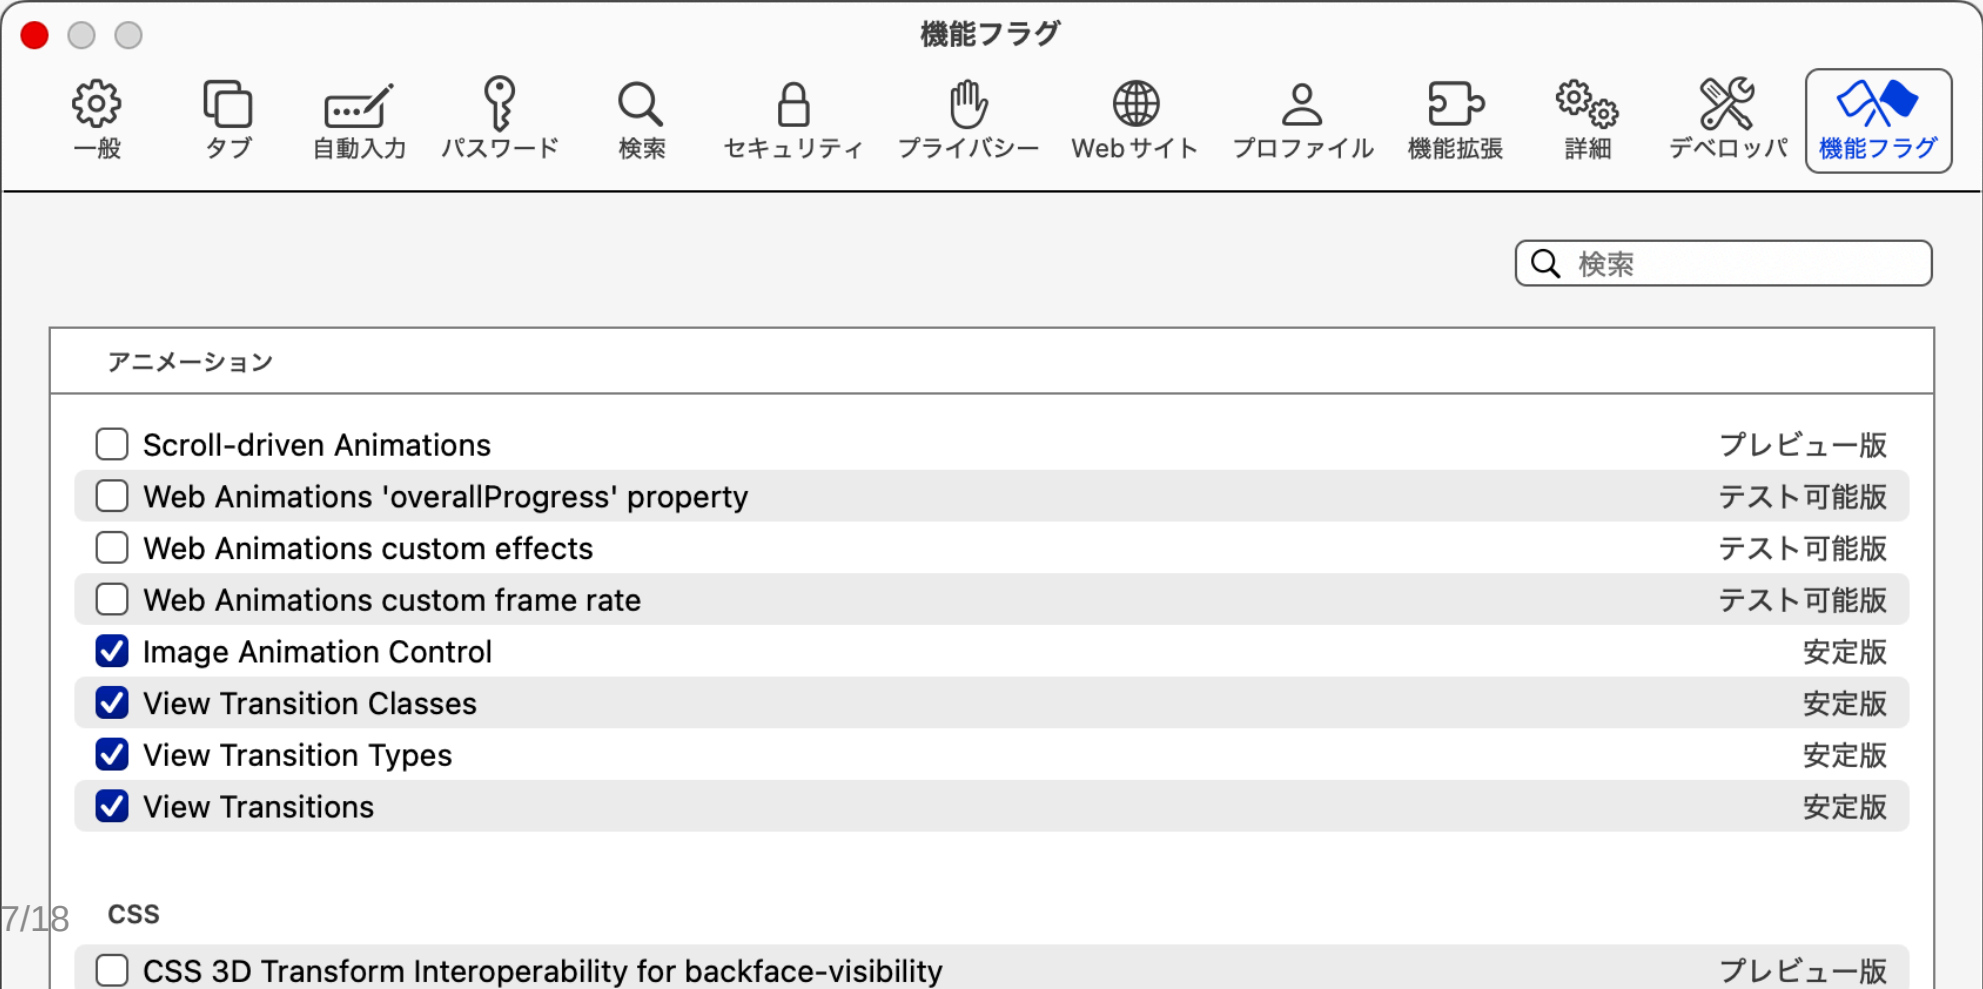 機能フラグ
一般 タブ 自動入力 パスワード 検索 セキュリティ プライバシー Webサイト プロファイル 機能拡張 詳細 デベロッパ 機能フラグ
検索
アニメーション
Scroll-driven Animations プレビュー版
Web Animations 'overallProgress' property テスト可能版
Web Animations custom effects テスト可能版
Web Animations custom frame rate テスト可能版
Image Animation Control 安定版
View Transition Classes 安定版
View Transition Types 安定版
View Transitions 安定版
7/18 CSS
CSS 3D Transform Interoperability for backface-visibility プレビュー版